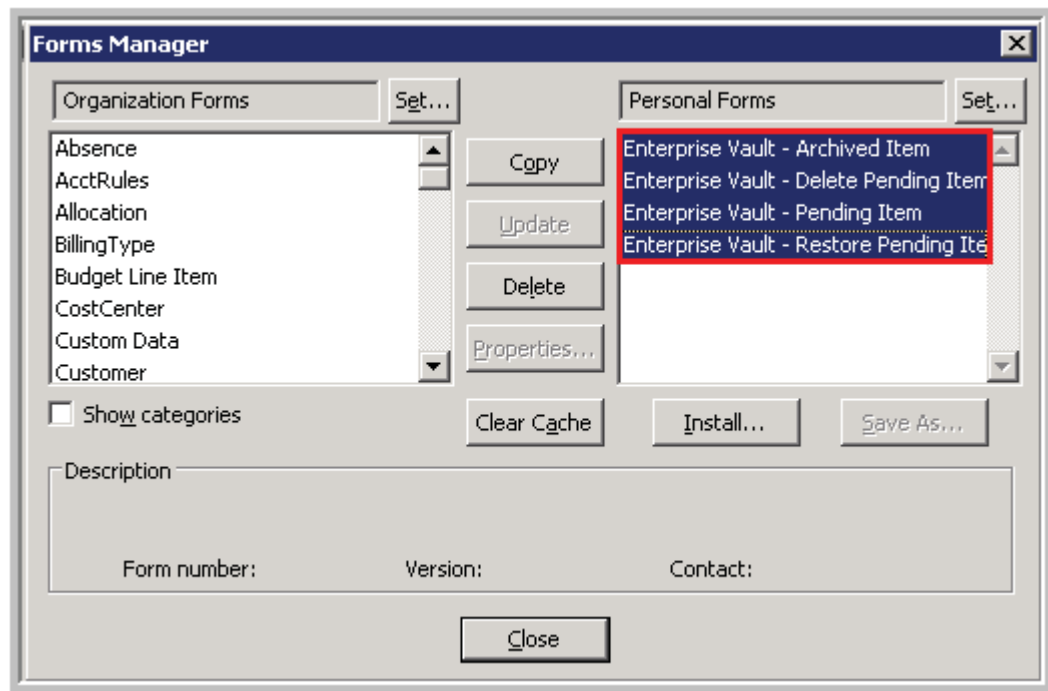 Forms Manager
Organization Forms
Set...
Personal Forms
Set...
Absence
AcctRules
Allocation
BillingType
Budget Line Item
CostCenter
Custom Data
Customer
Copy
Update
Delete
Properties...
Clear Cache
Enterprise Vault - Archived Item
Enterprise Vault - Delete Pending Item
Enterprise Vault - Pending Item
Enterprise Vault - Restore Pending Ite
Show categories
Install...
Save As...
Description
Form number:
Version:
Contact:
Close